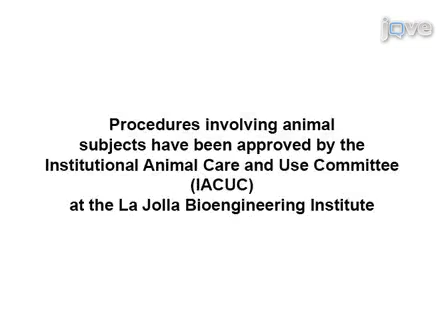 jove
Procedures involving animal
subjects have been approved by the
Institutional Animal Care and Use Committee
(IACUC)
at the La Jolla Bioengineering Institute